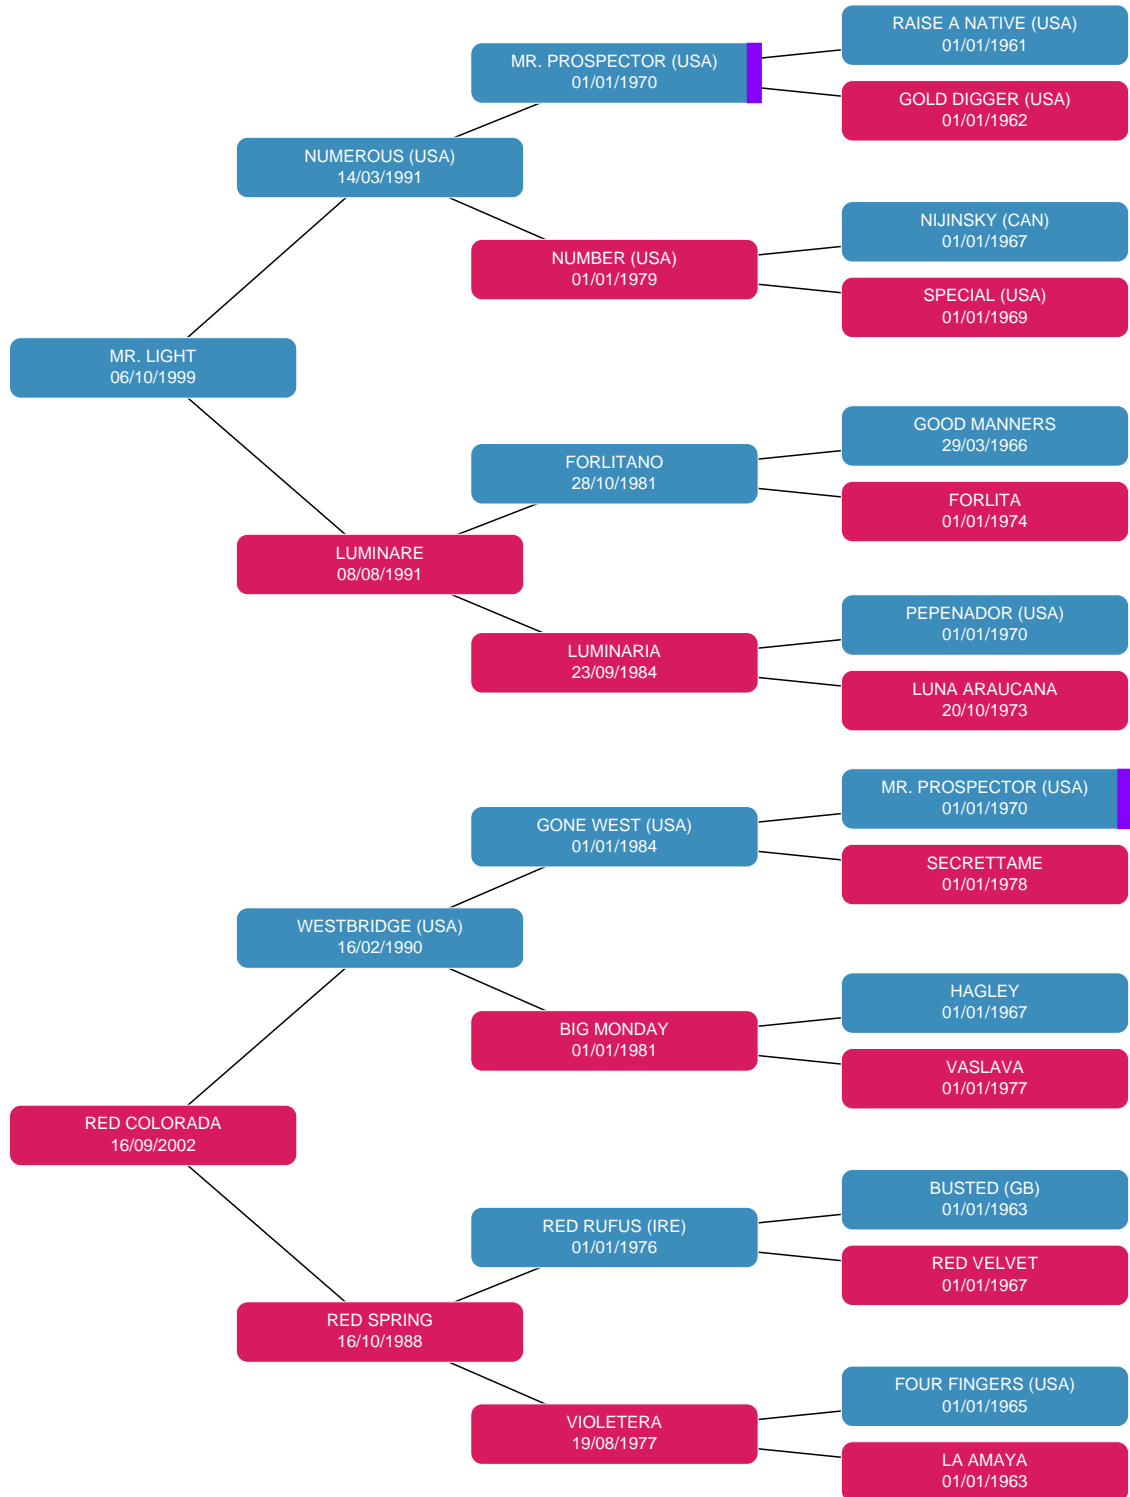 RAISE A NATIVE (USA)
01/01/1961
MR. PROSPECTOR (USA)
01/01/1970
GOLD DIGGER (USA)
01/01/1962
NUMEROUS (USA)
14/03/1991
NIJINSKY (CAN)
01/01/1967
NUMBER (USA)
01/01/1979
SPECIAL (USA)
01/01/1969
MR. LIGHT
06/10/1999
GOOD MANNERS
29/03/1966
FORLITANO
28/10/1981
FORLITA
01/01/1974
LUMINARE
08/08/1991
PEPENADOR (USA)
01/01/1970
LUMINARIA
23/09/1984
LUNA ARAUCANA
20/10/1973
MR. PROSPECTOR (USA)
01/01/1970
GONE WEST (USA)
01/01/1984
SECRETTAME
01/01/1978
WESTBRIDGE (USA)
16/02/1990
HAGLEY
01/01/1967
BIG MONDAY
01/01/1981
VASLAVA
01/01/1977
RED COLORADA
16/09/2002
BUSTED (GB)
01/01/1963
RED RUFUS (IRE)
01/01/1976
RED VELVET
01/01/1967
RED SPRING
16/10/1988
FOUR FINGERS (USA)
01/01/1965
VIOLETERA
19/08/1977
LA AMAYA
01/01/1963